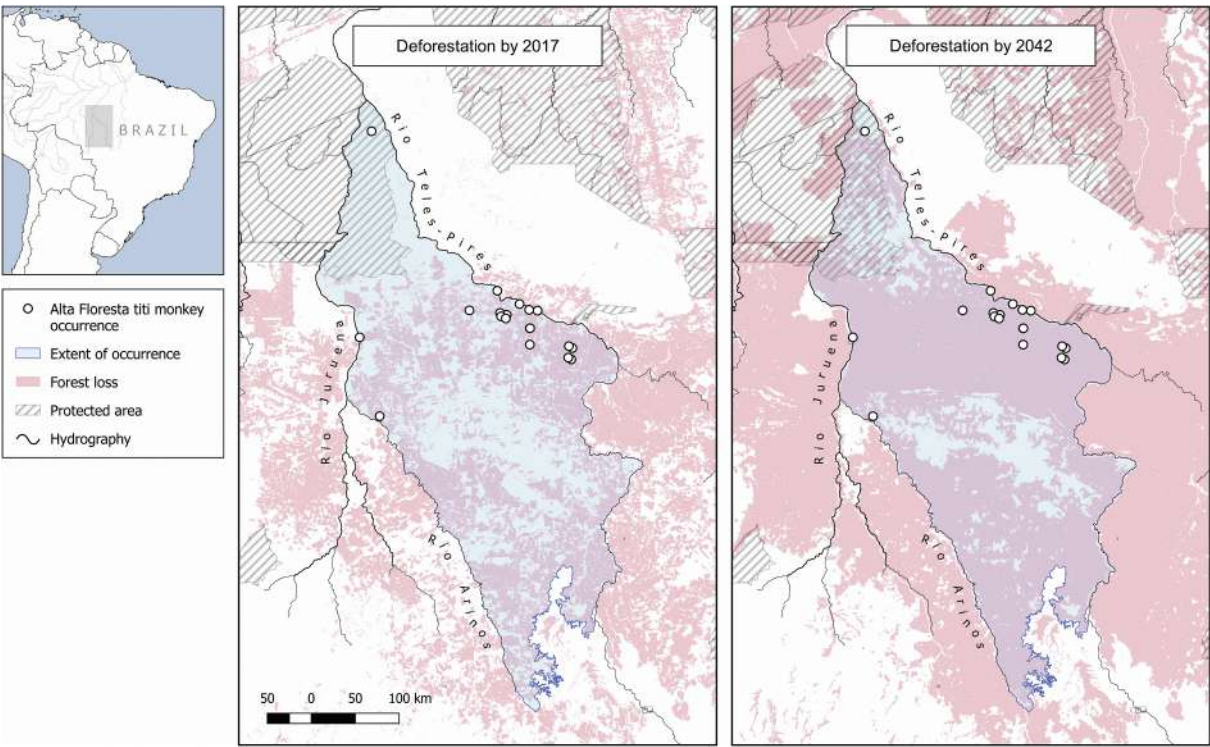 BRAZIL
Alta Floresta titi monkey
occurrence
Extent of occurrence
Forest loss
Protected area
Hydrography
Deforestation by 2017
Rio Teles-Pires
Rio Juruena
Rio Arinos
50 0 50 100 km
Deforestation by 2042
Rio Teles-Pires
Rio Juruena
Rio Arinos